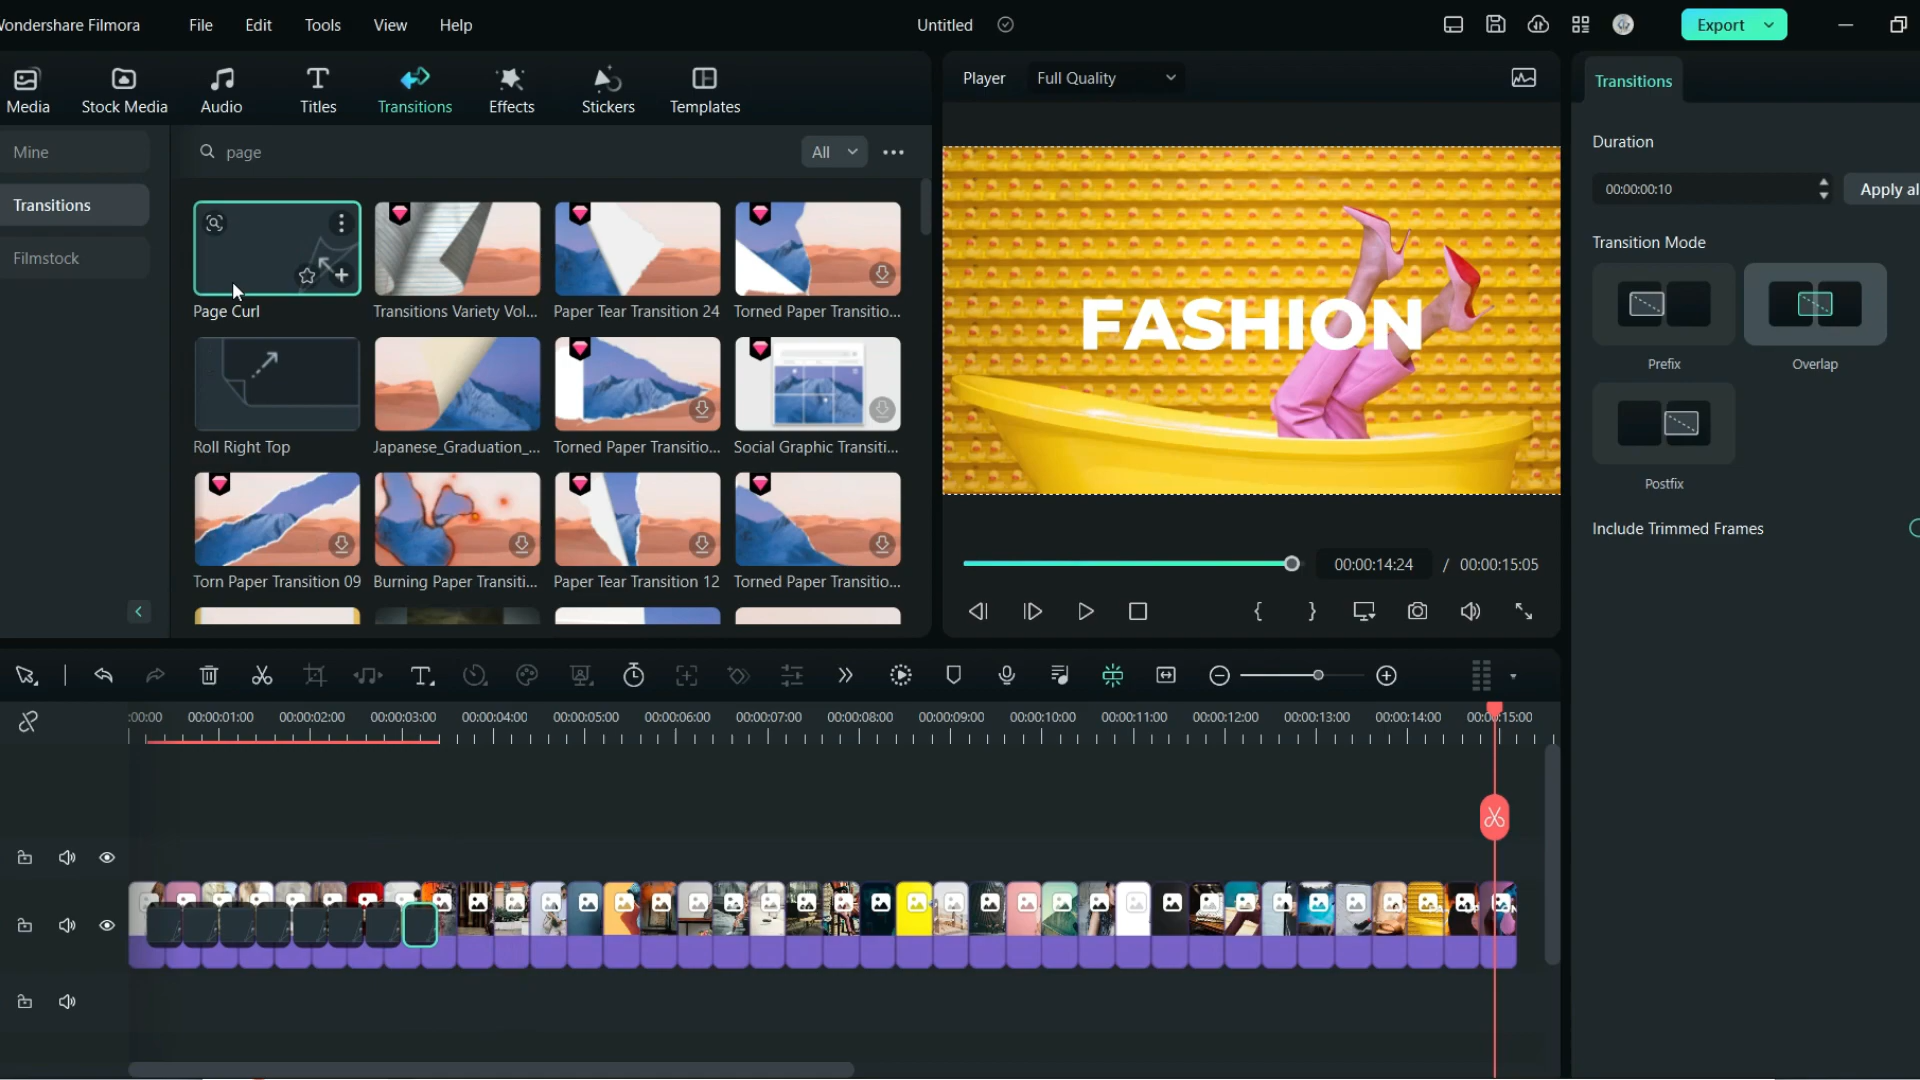 Wondershare Filmora File Edit Tools View Help Untitled Export
Media Stock Media Audio Titles Transitions Effects Stickers Templates
Player Full Quality
Transitions
Mine
Transitions
Filmstock
page All
Page Curl Transitions Variety Vol... Paper Tear Transition 24 Torned Paper Transitio...
Roll Right Top Japanese_Graduation_... Torned Paper Transitio... Social Graphic Transiti...
Torn Paper Transition 09 Burning Paper Transiti... Paper Tear Transition 12 Torned Paper Transitio...
FASHION
00:00:14:24 / 00:00:15:05
Duration
00:00:00:10 Apply al
Transition Mode
Prefix Overlap
Postfix
Include Trimmed Frames
:00:00 00:00:01:00 00:00:02:00 00:00:03:00 00:00:04:00 00:00:05:00 00:00:06:00 00:00:07:00 00:00:08:00 00:00:09:00 00:00:10:00 00:00:11:00 00:00:12:00 00:00:13:00 00:00:14:00 00:00:15:00